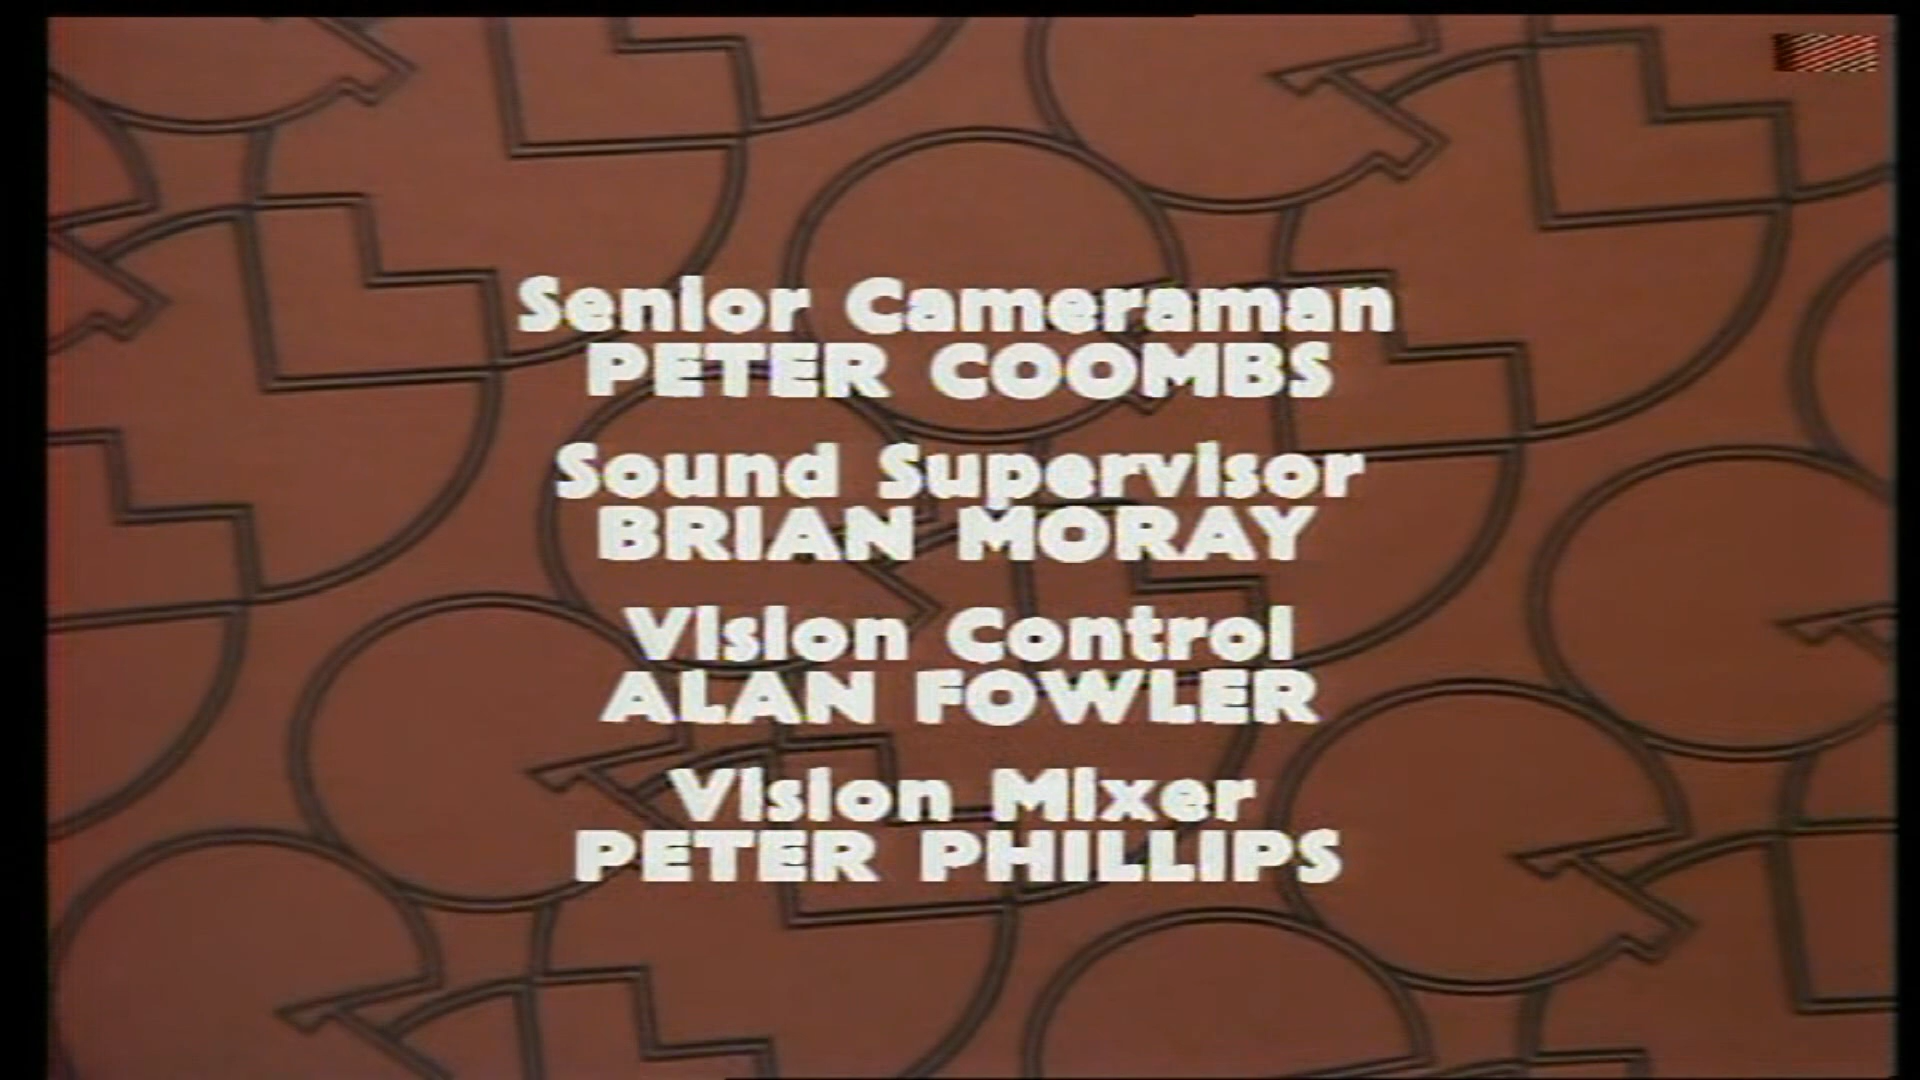 Senior Cameraman
PETER COOMBS
Sound Supervisor
BRIAN MORAY
Vision Control
ALAN FOWLER
Vision Mixer
PETER PHILLIPS